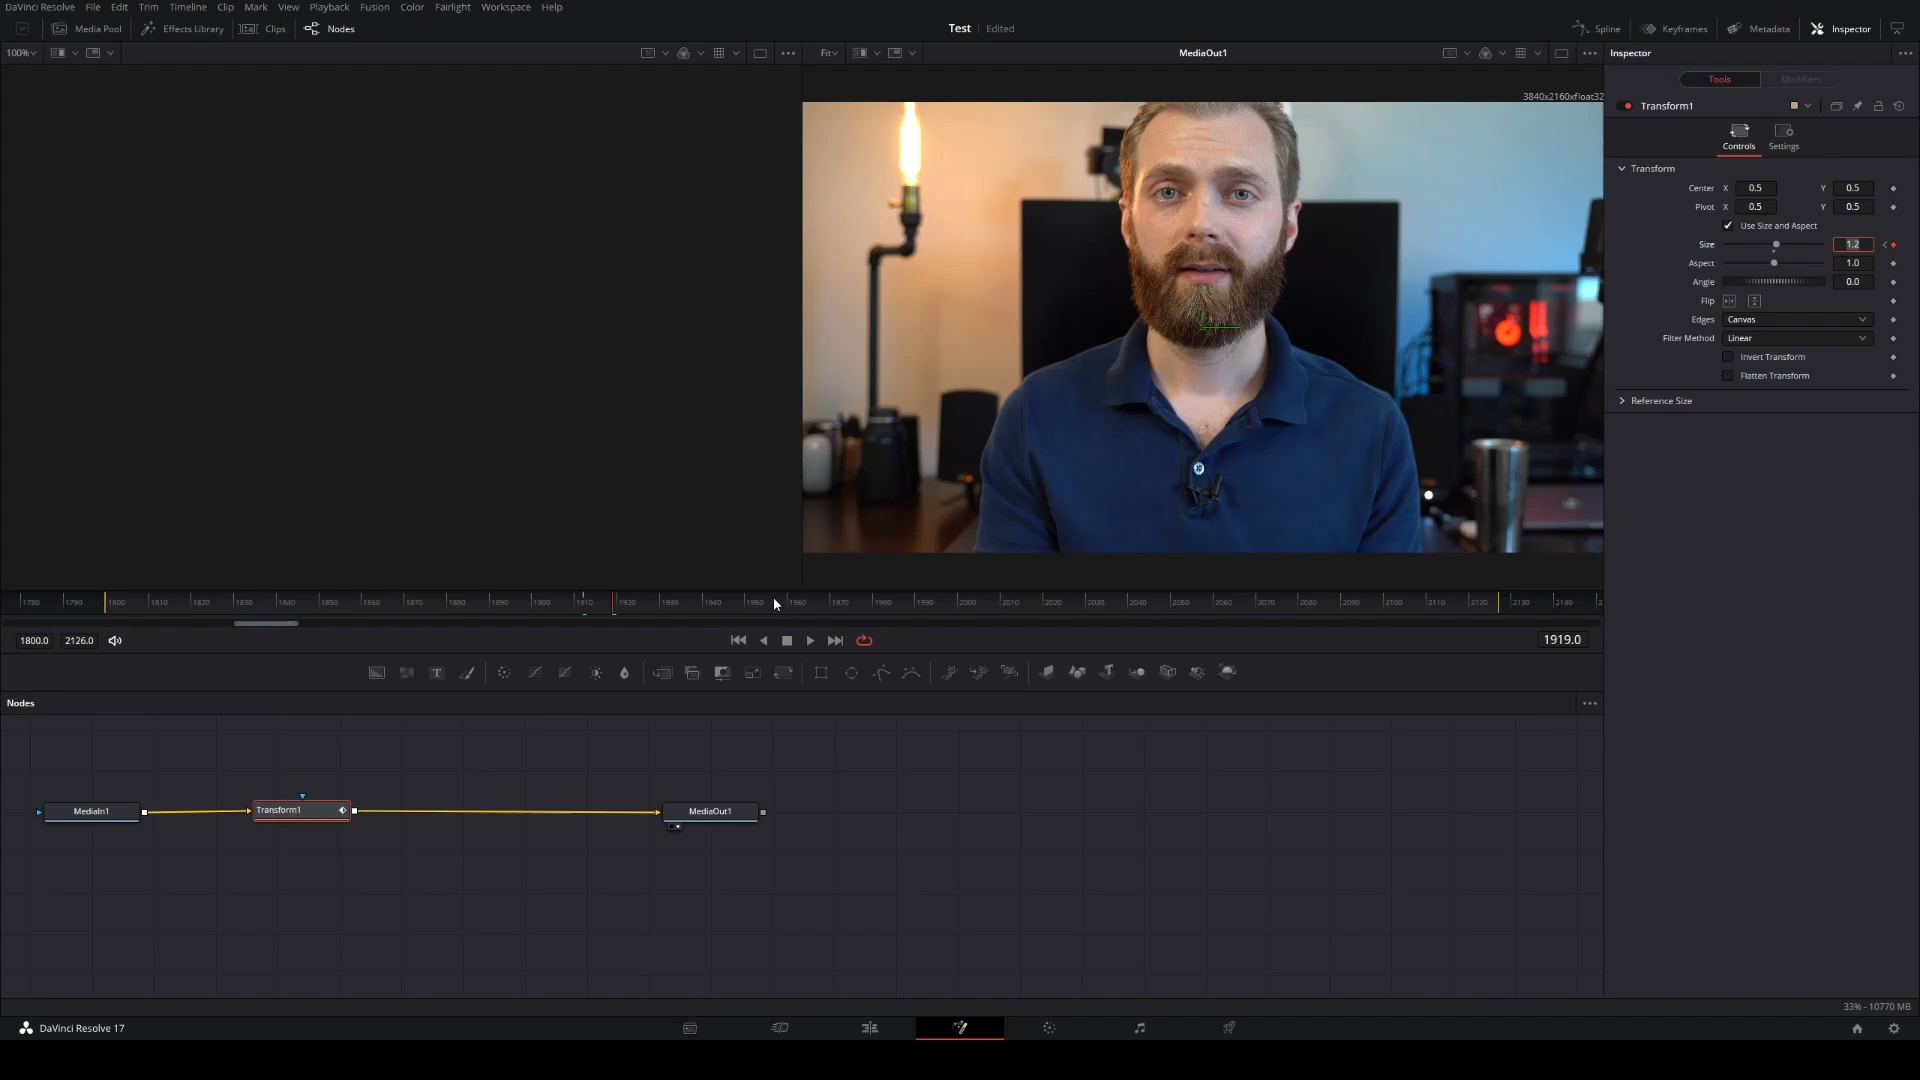 DaVinci Resolve File Edit Trim Timeline Clip Mark View Playback Fusion Color Fairlight Workspace Help
Media Pool Effects Library Clips Nodes Test Edited Spline Keyframes Metadata Inspector
100% Fit MediaOut1 Inspector
Tools Modifiers
3840x2160xfloat32
Transform1
Controls Settings
Transform
Center X 0.5 Y 0.5
Pivot X 0.5 Y 0.5
Use Size and Aspect
Size 1.2
Aspect 1.0
Angle 0.0
Flip
Edges Canvas
Filter Method Linear
Invert Transform
Flatten Transform
Reference Size
1780 1790 1800 1810 1820 1830 1840 1850 1860 1870 1880 1890 1900 1910 1920 1930 1940 1950 1960 1970 1980 1990 2000 2010 2020 2030 2040 2050 2060 2070 2080 2090 2100 2110 2120 2130 2140 2
1800.0 2126.0 1919.0
Nodes
MediaIn1 Transform1 MediaOut1
33% - 10770 MB
DaVinci Resolve 17